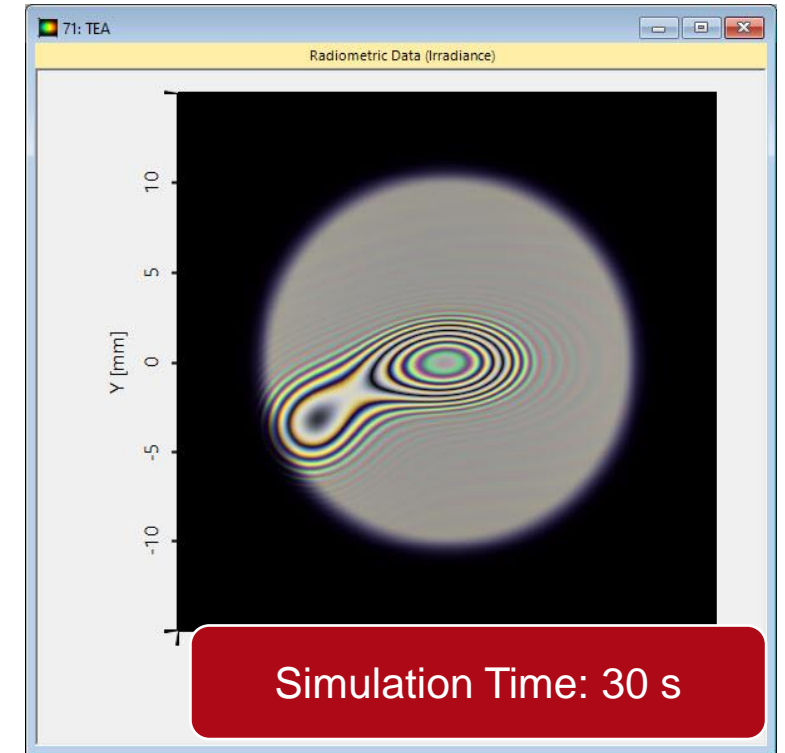 71: TEA
Radiometric Data (Irradiance)
10
5
Y [mm]
0
-5
-10
Simulation Time: 30 s